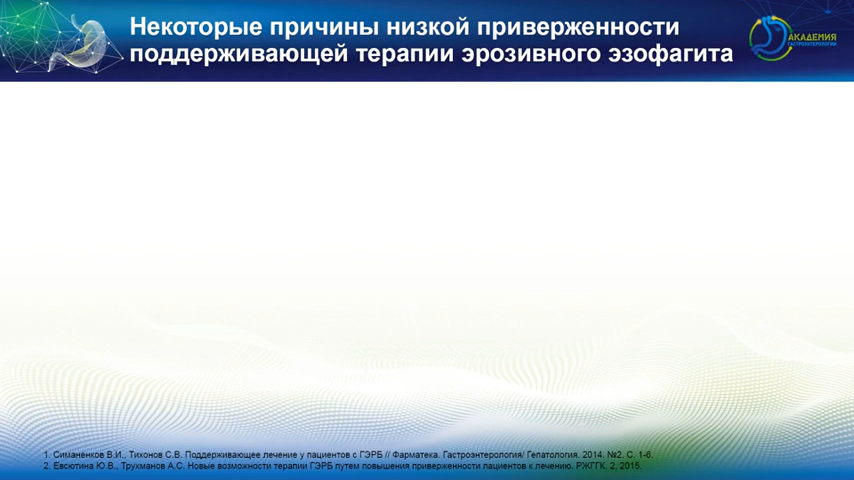 Некоторые причины низкой приверженности
поддерживающей терапии эрозивного эзофагита
АКАДЕМИЯ
ГАСТРОЭНТЕРОЛОГИИ
1. Симаненков В.И., Тихонов С.В. Поддерживающее лечение у пациентов с ГЭРБ // Фарматека. Гастроэнтерология/ Гепатология. 2014. №2. С. 1-6.
2. Евсютина Ю.В., Трухманов А.С. Новые возможности терапии ГЭРБ путем повышения приверженности пациентов к лечению. РЖГГК, 2, 2015.